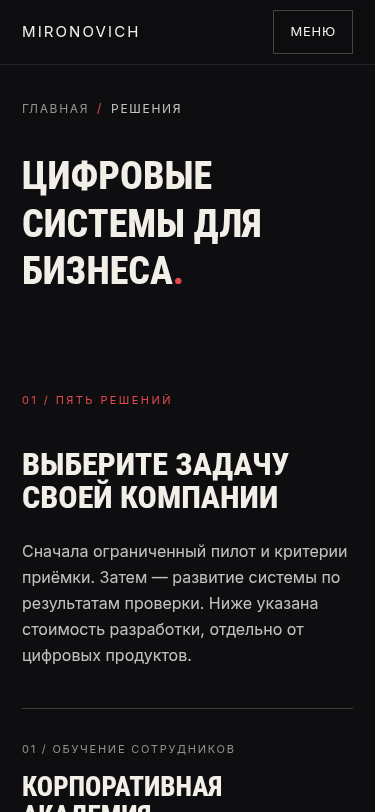 MIRONOVICH
МЕНЮ
ГЛАВНАЯ / РЕШЕНИЯ
ЦИФРОВЫЕ
СИСТЕМЫ ДЛЯ
БИЗНЕСА.
01 / ПЯТЬ РЕШЕНИЙ
ВЫБЕРИТЕ ЗАДАЧУ
СВОЕЙ КОМПАНИИ
Сначала ограниченный пилот и критерии
приёмки. Затем — развитие системы по
результатам проверки. Ниже указана
стоимость разработки, отдельно от
цифровых продуктов.
01 / ОБУЧЕНИЕ СОТРУДНИКОВ
КОРПОРАТИВНАЯ
АКАДЕМИЯ